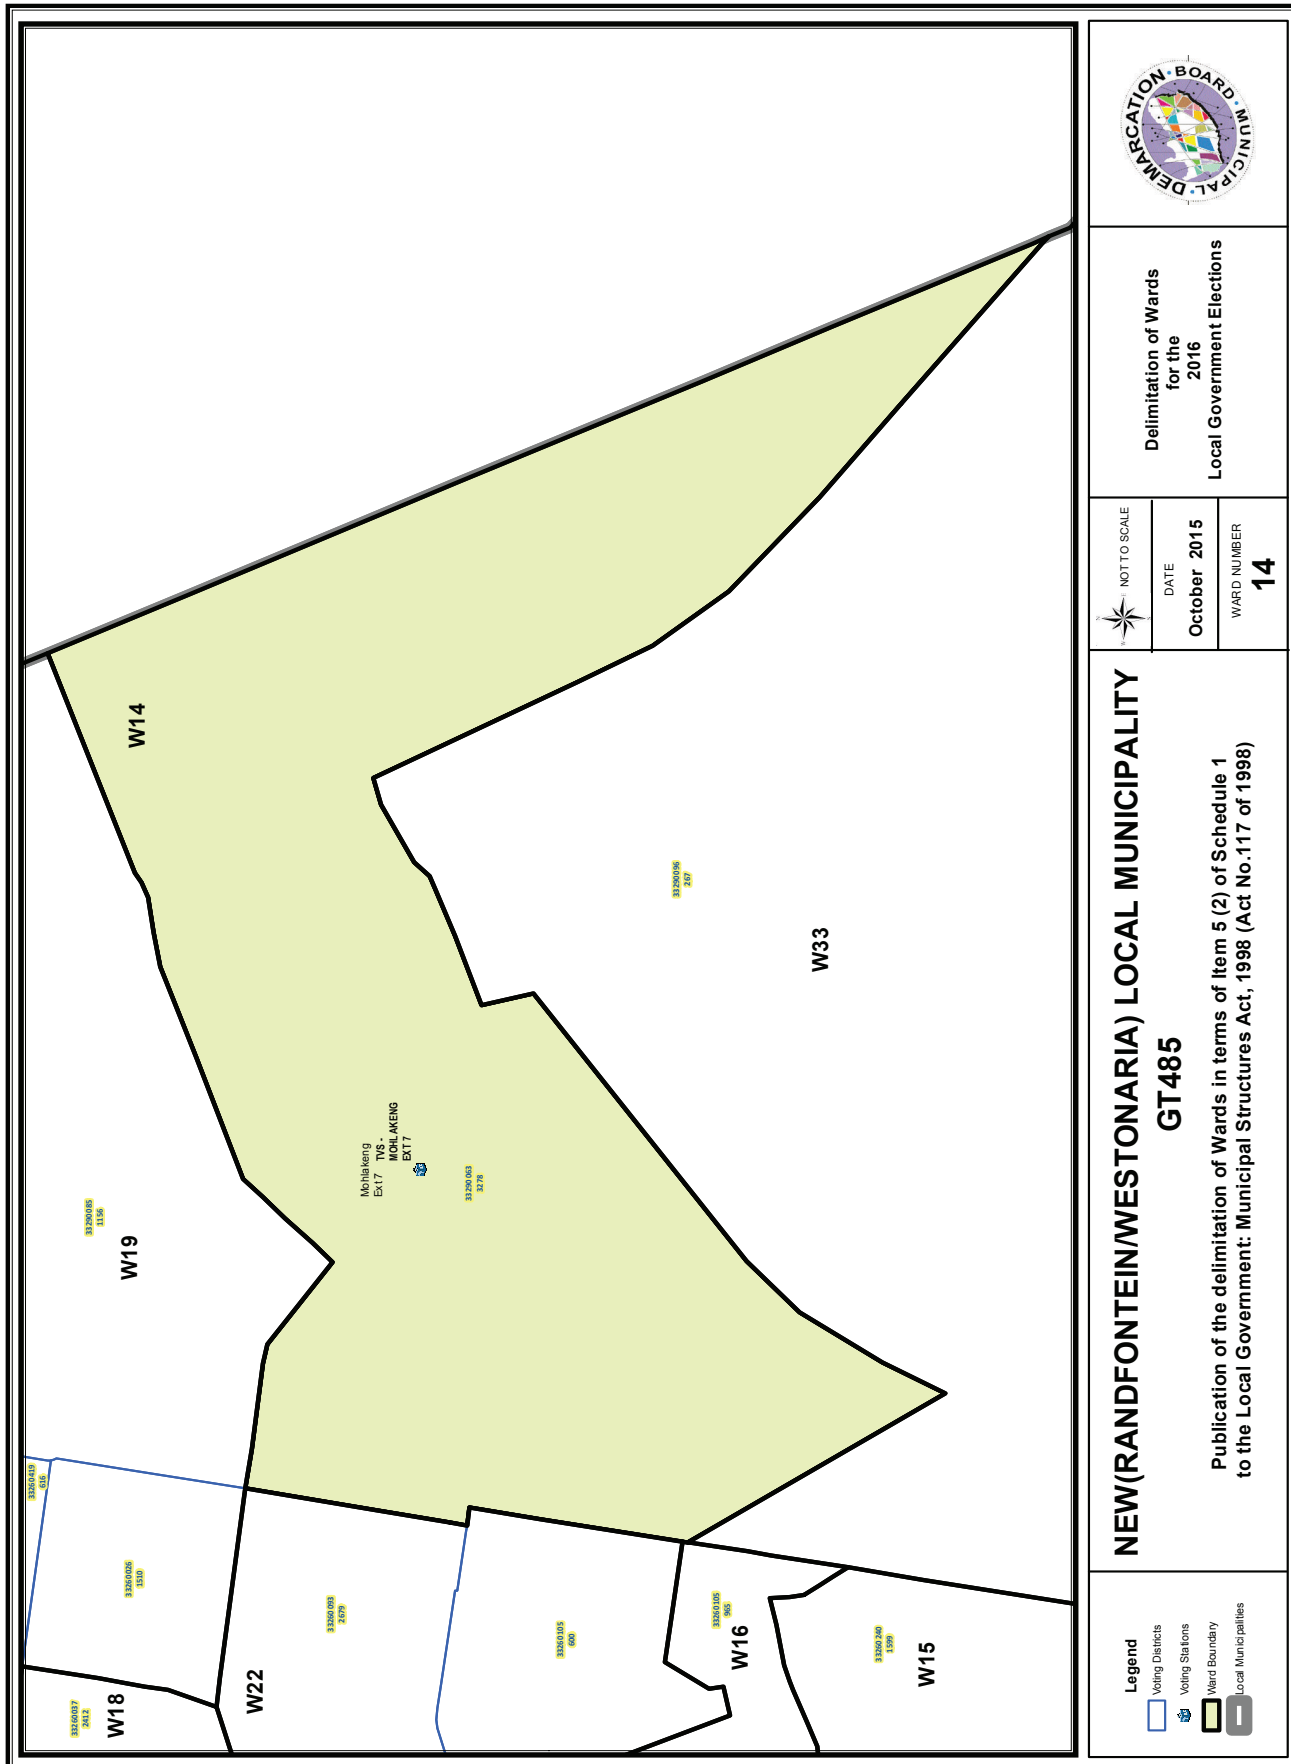 W14
W19
W33
W22
W18
W16
W15
Mohlakeng
Ext 7
TVS -
MOHLAKENG
EXT 7
33290063
3278
33290085
1156
33290096
267
33260419
616
33260026
1510
33260037
2412
33260093
2679
33260105
600
33260105
965
33260240
1599
Legend
Voting Districts
Voting Stations
Ward Boundary
Local Municipalities
NEW(RANDFONTEIN/WESTONARIA) LOCAL MUNICIPALITY
GT485
Publication of the delimitation of Wards in terms of Item 5 (2) of Schedule 1
to the Local Government: Municipal Structures Act, 1998 (Act No.117 of 1998)
N
W
E
S
NOT TO SCALE
DATE
October 2015
WARD NUMBER
14
Delimitation of Wards
for the
2016
Local Government Elections
MUNICIPAL · DEMARCATION · BOARD ·